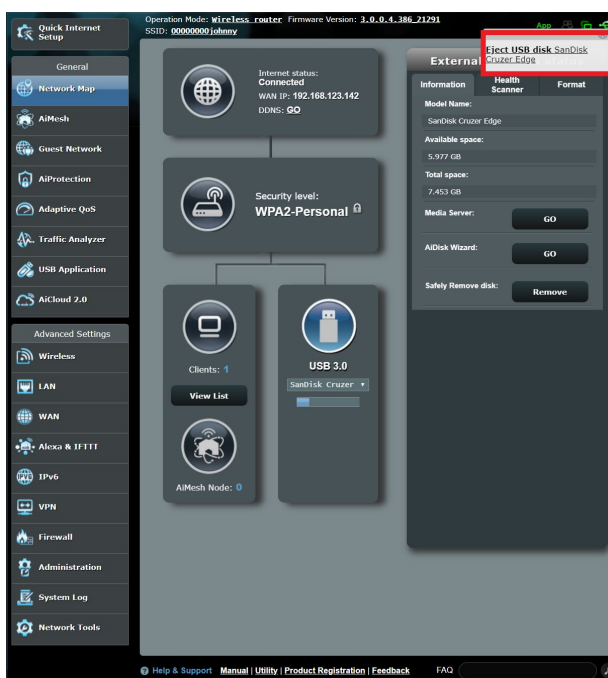 Quick Internet
Setup
Operation Mode: Wireless router Firmware Version: 3.0.0.4.386_21291
SSID: 00000000johnny
App
Eject USB disk SanDisk
Cruzer Edge
General
Network Map
AiMesh
Guest Network
AiProtection
Adaptive QoS
Traffic Analyzer
USB Application
AiCloud 2.0
Advanced Settings
Wireless
LAN
WAN
Alexa & IFTTT
IPv6
VPN
Firewall
Administration
System Log
Network Tools
Internet status:
Connected
WAN IP: 192.168.123.142
DDNS: GO
Security level:
WPA2-Personal
Clients: 1
View List
AiMesh Node: 0
USB 3.0
SanDisk Cruzer
External
Information
Health
Scanner
Format
Model Name:
SanDisk Cruzer Edge
Available space:
5.977 GB
Total space:
7.453 GB
Media Server:
GO
AiDisk Wizard:
GO
Safely Remove disk:
Remove
Help & Support Manual | Utility | Product Registration | Feedback FAQ